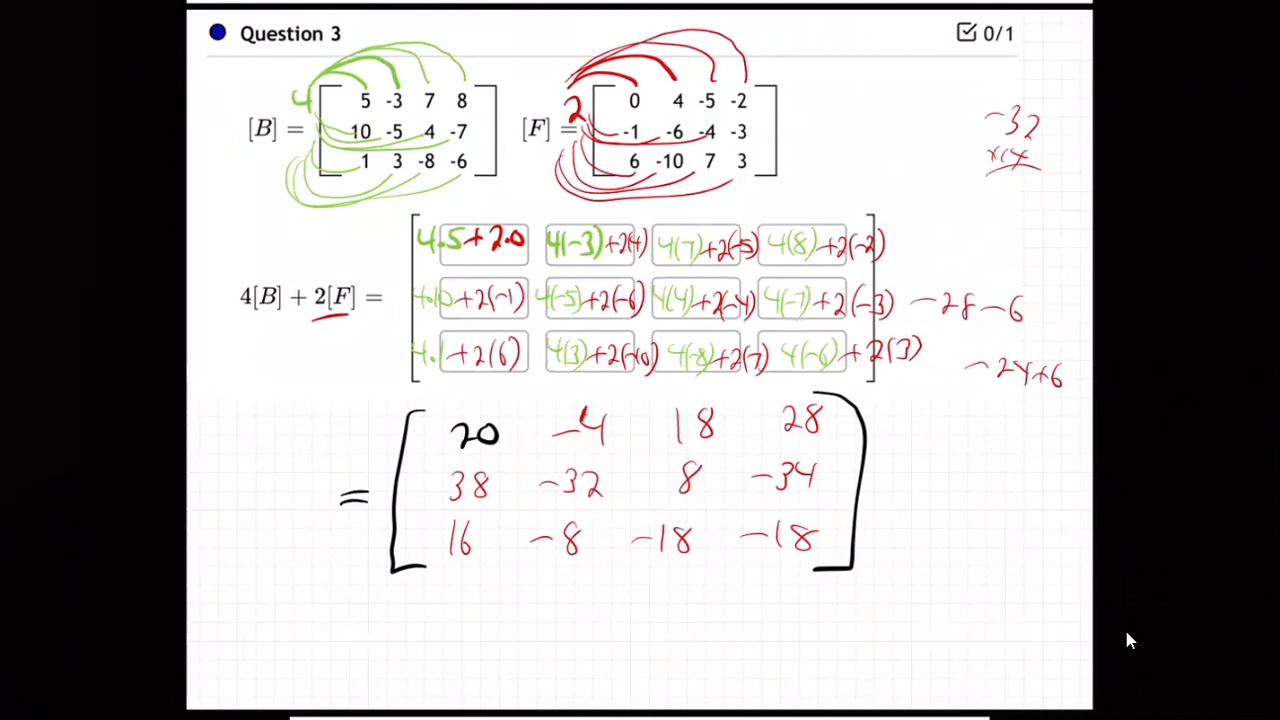 Question 3 0/1
4 5 -3 7 8 2 0 4 -5 -2
[B] = 10 -5 4 -7 [F] = -1 -6 -4 -3
1 3 -8 -6 6 -10 7 3
-32
4·5+2·0 4(-3)+2(4) 4(7)+2(-5) 4(8)+2(-2)
4[B] + 2[F] = 4·10+2(-1) 4(-5)+2(-6) 4(4)+2(-4) 4(-7)+2(-3) -28-6
4·1+2(6) 4(3)+2(-10) 4(-8)+2(7) 4(-6)+2(3) -24+6
20 -4 18 28
= 38 -32 8 -34
16 -8 -18 -18